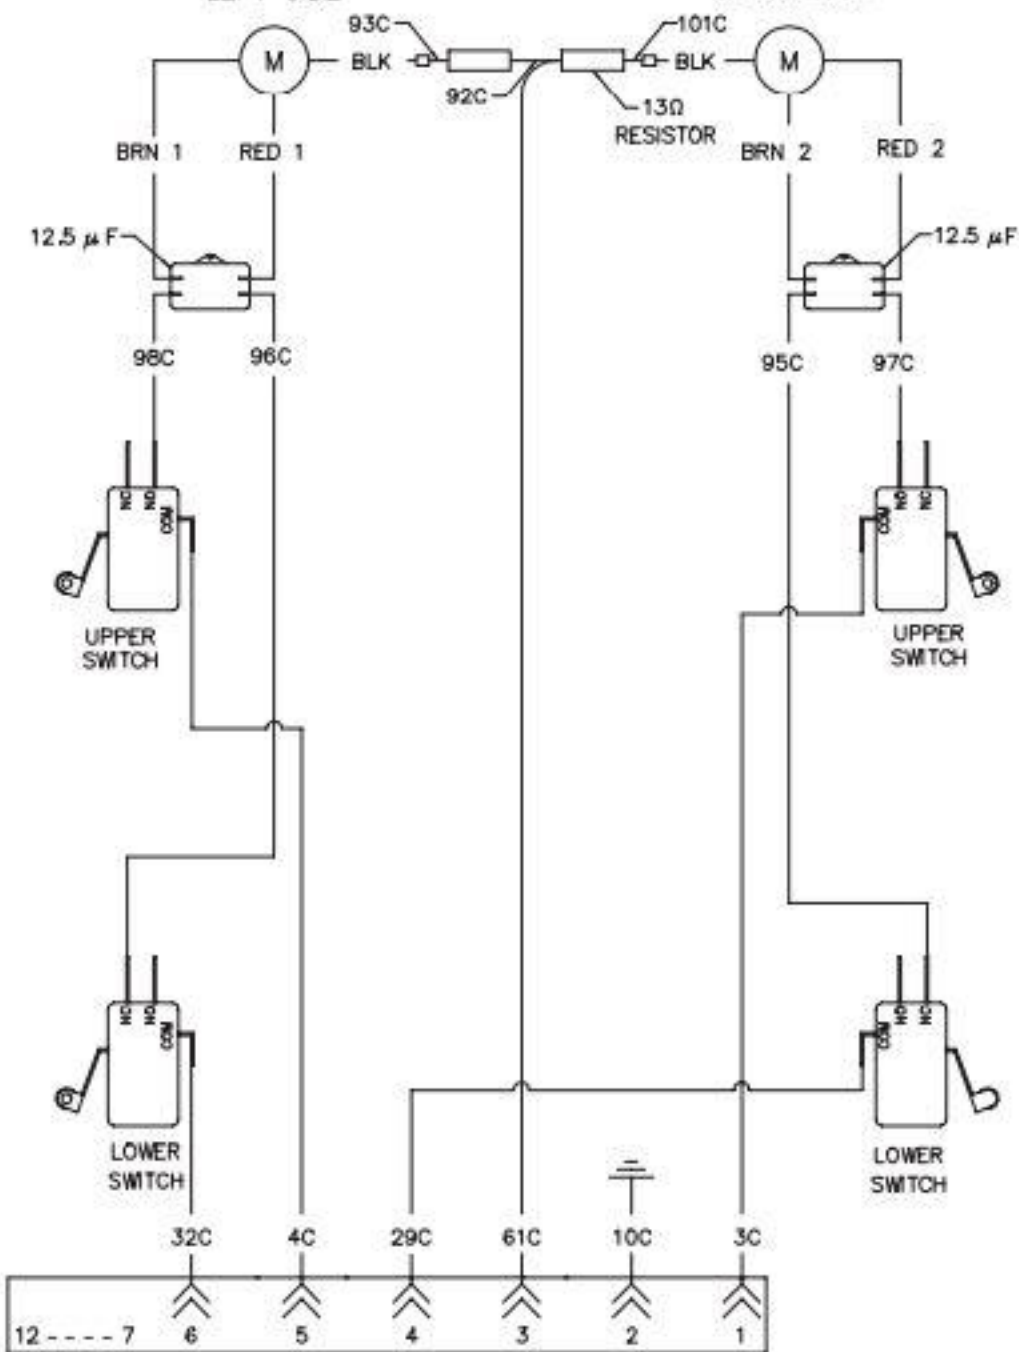 93C
101C
M
BLK
BLK
M
92C
13Ω
RESISTOR
BRN 1
RED 1
BRN 2
RED 2
12.5 μF
12.5 μF
98C
96C
95C
97C
NC
NO
COM
NO
NC
COM
UPPER
SWITCH
UPPER
SWITCH
NC
NO
COM
NO
NC
COM
LOWER
SWITCH
LOWER
SWITCH
32C
4C
29C
61C
10C
3C
12 ---- 7
6
5
4
3
2
1